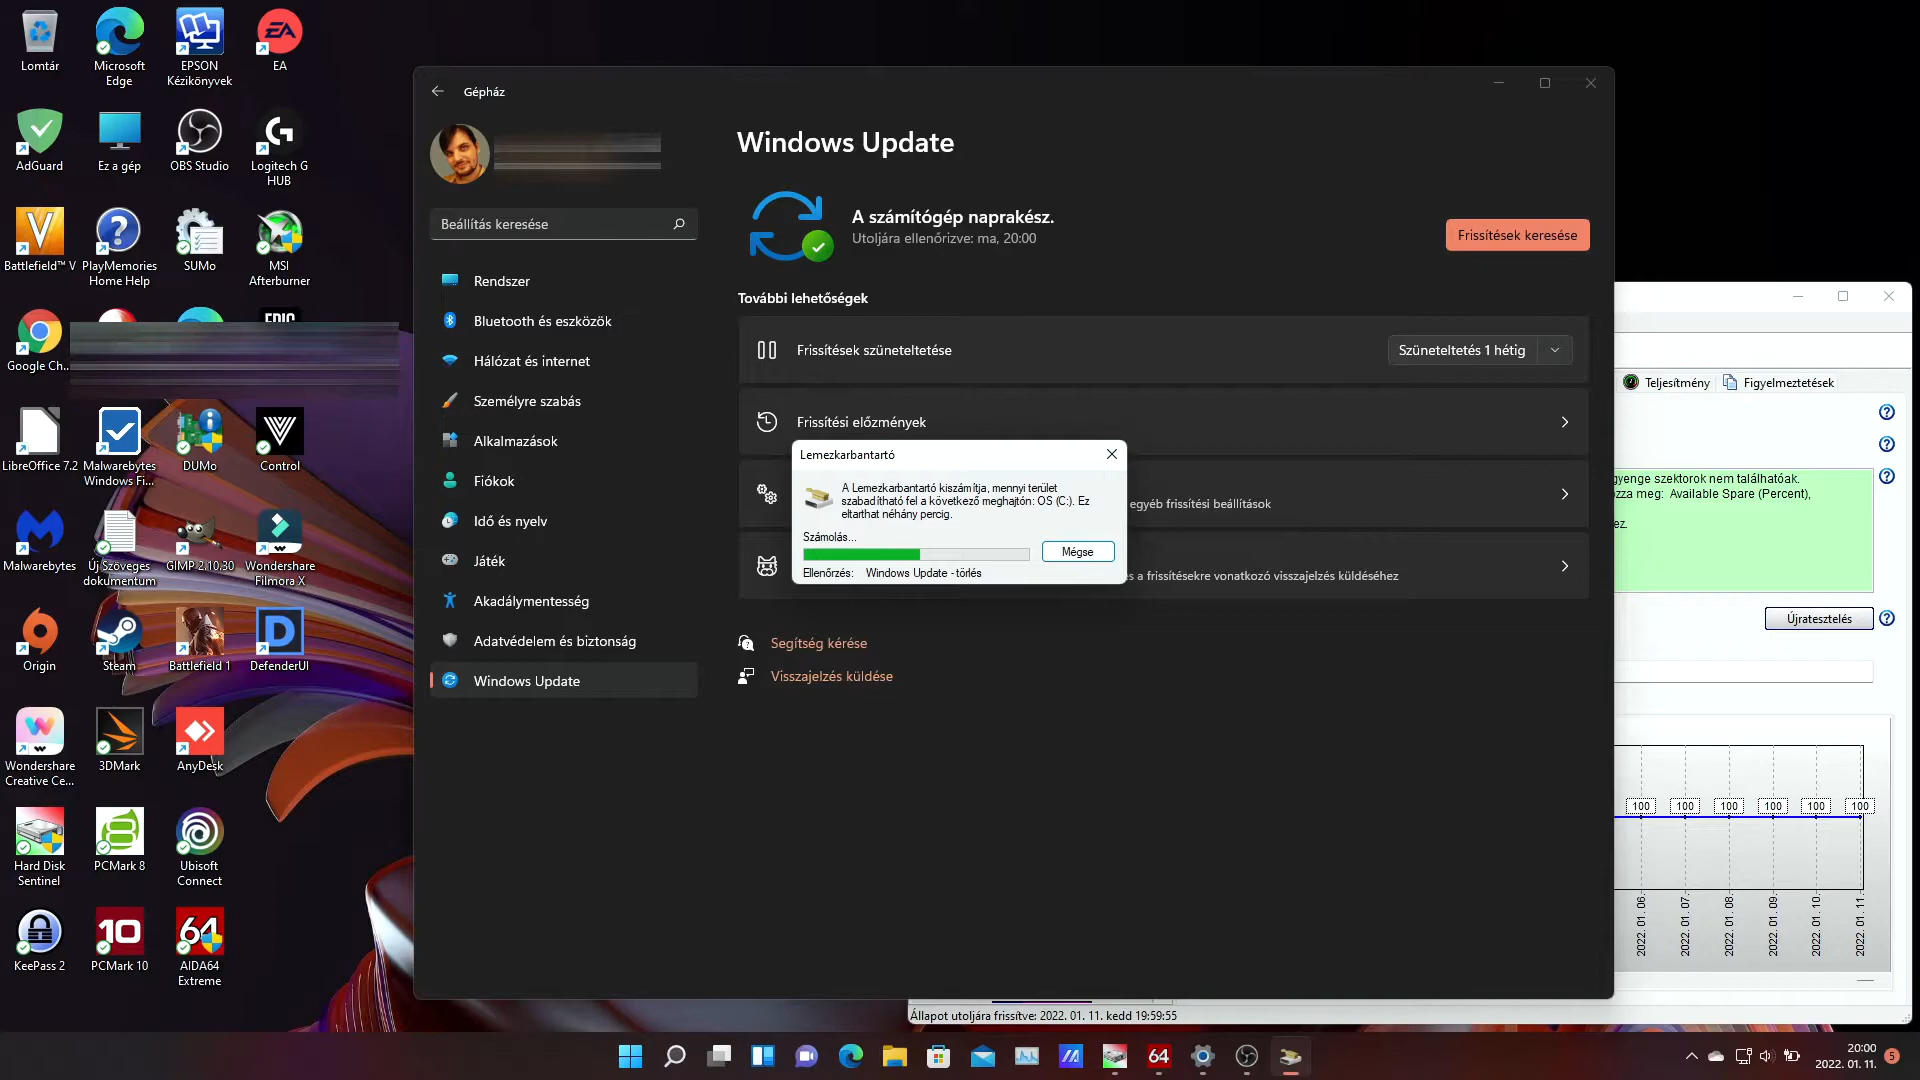 Lomtár
Microsoft
Edge
EPSON
Kézikönyvek
EA
EA
AdGuard
Ez a gép
OBS Studio
Logitech G
HUB
Battlefield™ V
PlayMemories
Home Help
SUMo
MSI
Afterburner
EPIC
Google Ch...
LibreOffice 7.2
Malwarebytes
Windows Fi...
DUMo
Control
Malwarebytes
Új Szöveges
dokumentum
GIMP 2.10.30
Wondershare
Filmora X
Origin
Steam
Battlefield 1
DefenderUI
Wondershare
Creative Ce...
3DMark
AnyDesk
Hard Disk
Sentinel
PCMark 8
Ubisoft
Connect
10
64
KeePass 2
PCMark 10
AIDA64
Extreme
Gépház
Beállítás keresése
Rendszer
Bluetooth és eszközök
Hálózat és internet
Személyre szabás
Alkalmazások
Fiókok
Idő és nyelv
Játék
Akadálymentesség
Adatvédelem és biztonság
Windows Update
Windows Update
A számítógép naprakész.
Utoljára ellenőrizve: ma, 20:00
Frissítések keresése
További lehetőségek
Frissítések szüneteltetése
Szüneteltetés 1 hétig
Frissítési előzmények
egyéb frissítési beállítások
s a frissítésekre vonatkozó visszajelzés küldéséhez
Segítség kérése
Visszajelzés küldése
Lemezkarbantartó
A Lemezkarbantartó kiszámítja, mennyi terület
szabadítható fel a következő meghajtón: OS (C:). Ez
eltarthat néhány percig.
Számolás...
Mégse
Ellenőrzés: Windows Update - törlés
Teljesítmény
Figyelmeztetések
yenge szektorok nem találhatóak.
ozza meg: Available Spare (Percent),
ez.
Újratesztelés
100 100 100 100 100 100
2022. 01. 06.
2022. 01. 07.
2022. 01. 08.
2022. 01. 09.
2022. 01. 10.
2022. 01. 11.
Állapot utoljára frissítve: 2022. 01. 11. kedd 19:59:55
64
20:00
2022. 01. 11.
5